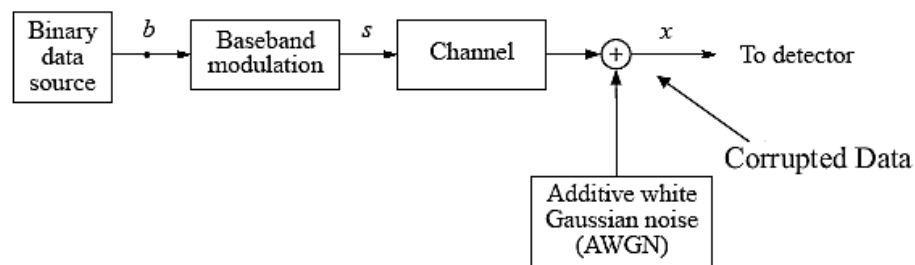 Binary
data
source
b
Baseband
modulation
s
Channel
+
x
To detector
Corrupted Data
Additive white
Gaussian noise
(AWGN)